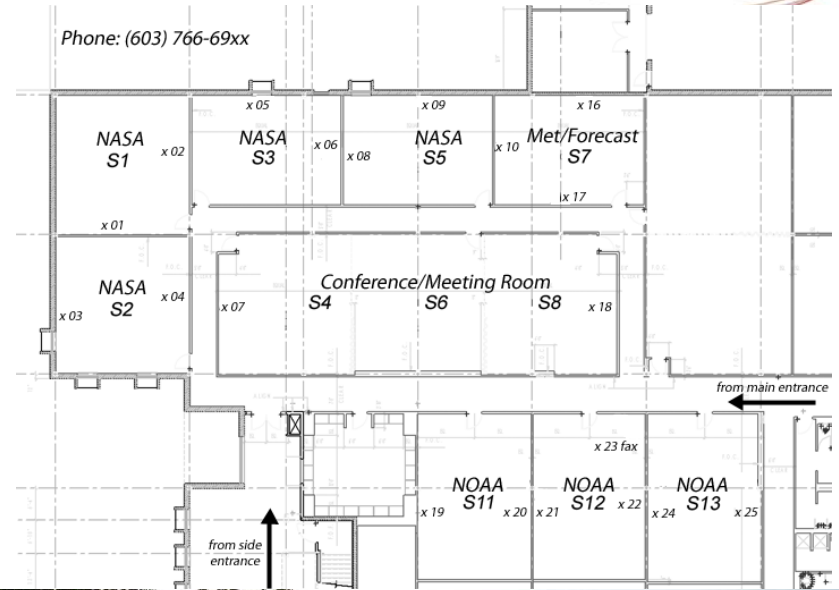 Phone: (603) 766-69xx
x 05
x 09
x 16
NASA
S1
x 02
NASA
S3
x 06
x 08
NASA
S5
x 10
Met/Forecast
S7
x 17
x 01
NASA
S2
x 03
x 04
Conference/Meeting Room
x 07
S4
S6
S8
x 18
from main entrance
x 23 fax
NOAA
S11
x 19
x 20
NOAA
S12
x 21
x 22
NOAA
S13
x 24
x 25
from side
entrance